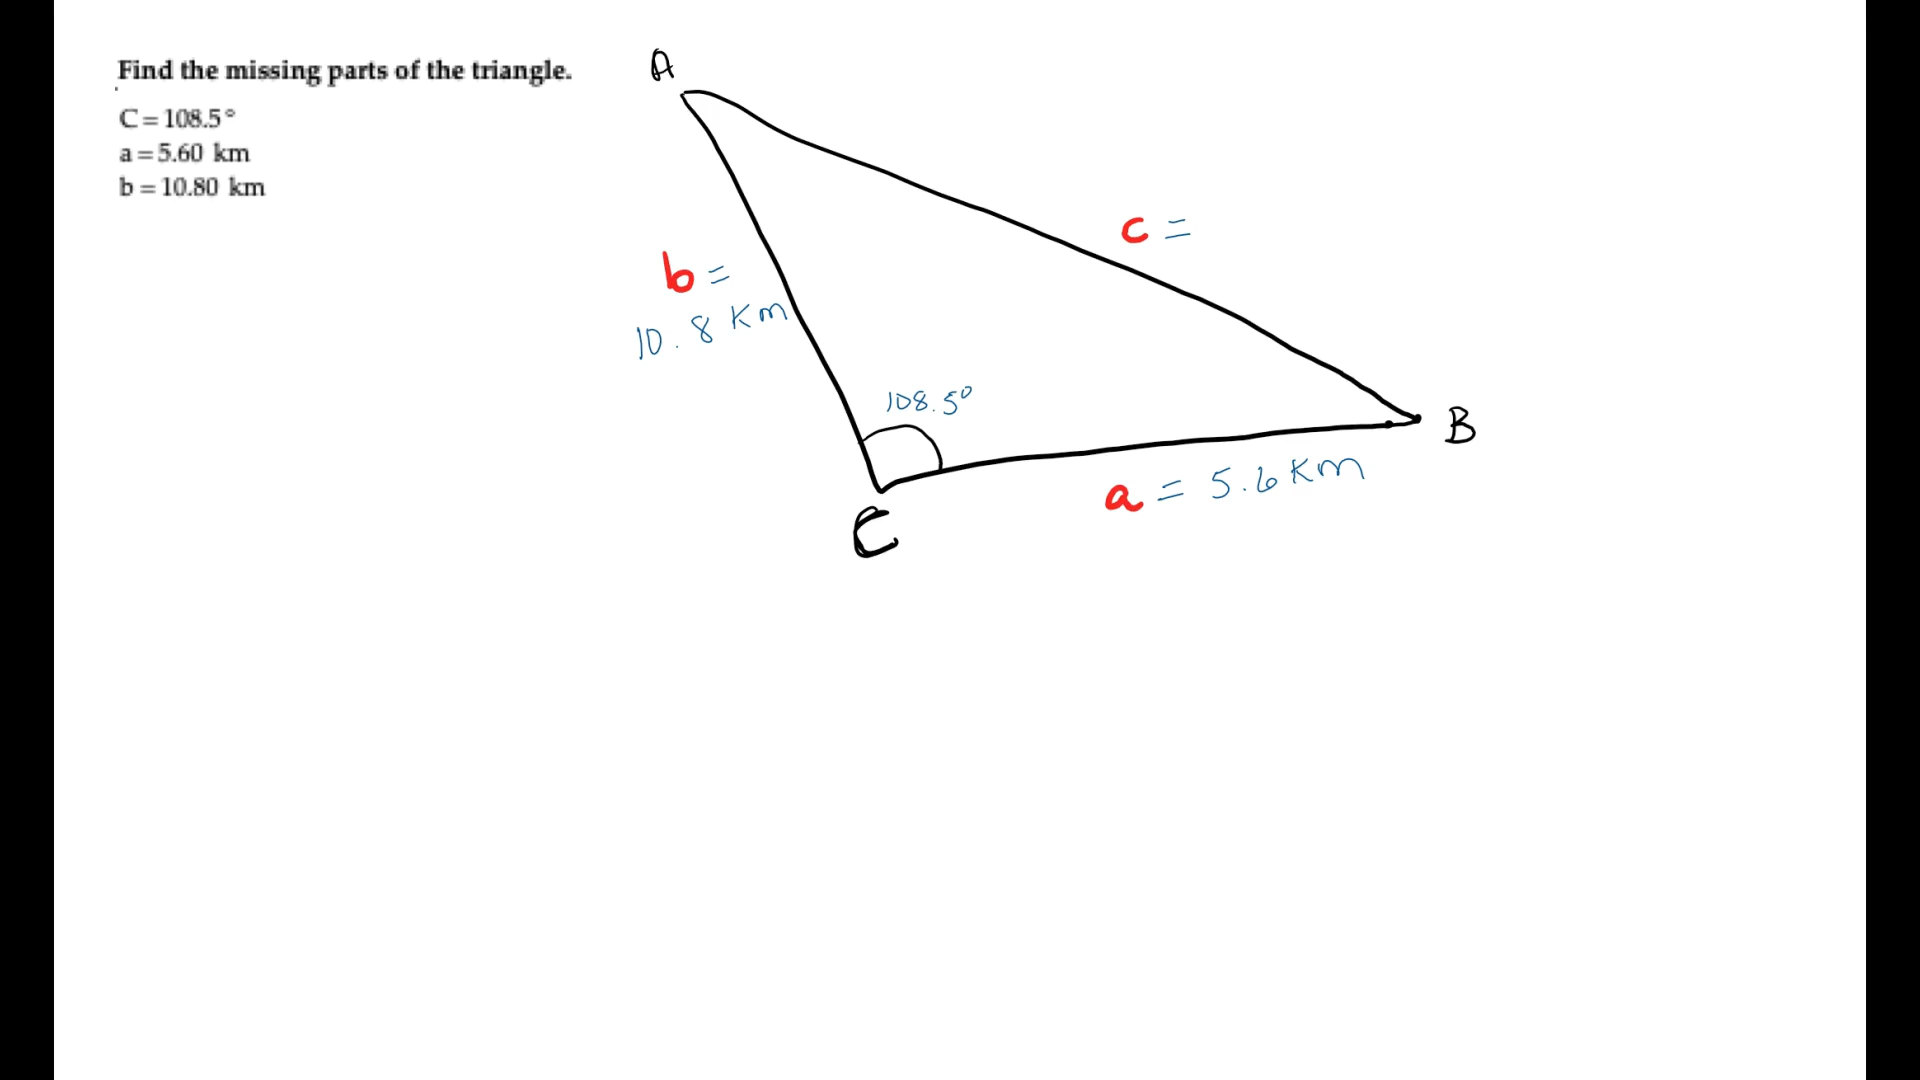 Find the missing parts of the triangle.
C = 108.5°
a = 5.60 km
b = 10.80 km
A
c =
b =
10.8 Km
108.5°
B
a = 5.6 Km
C